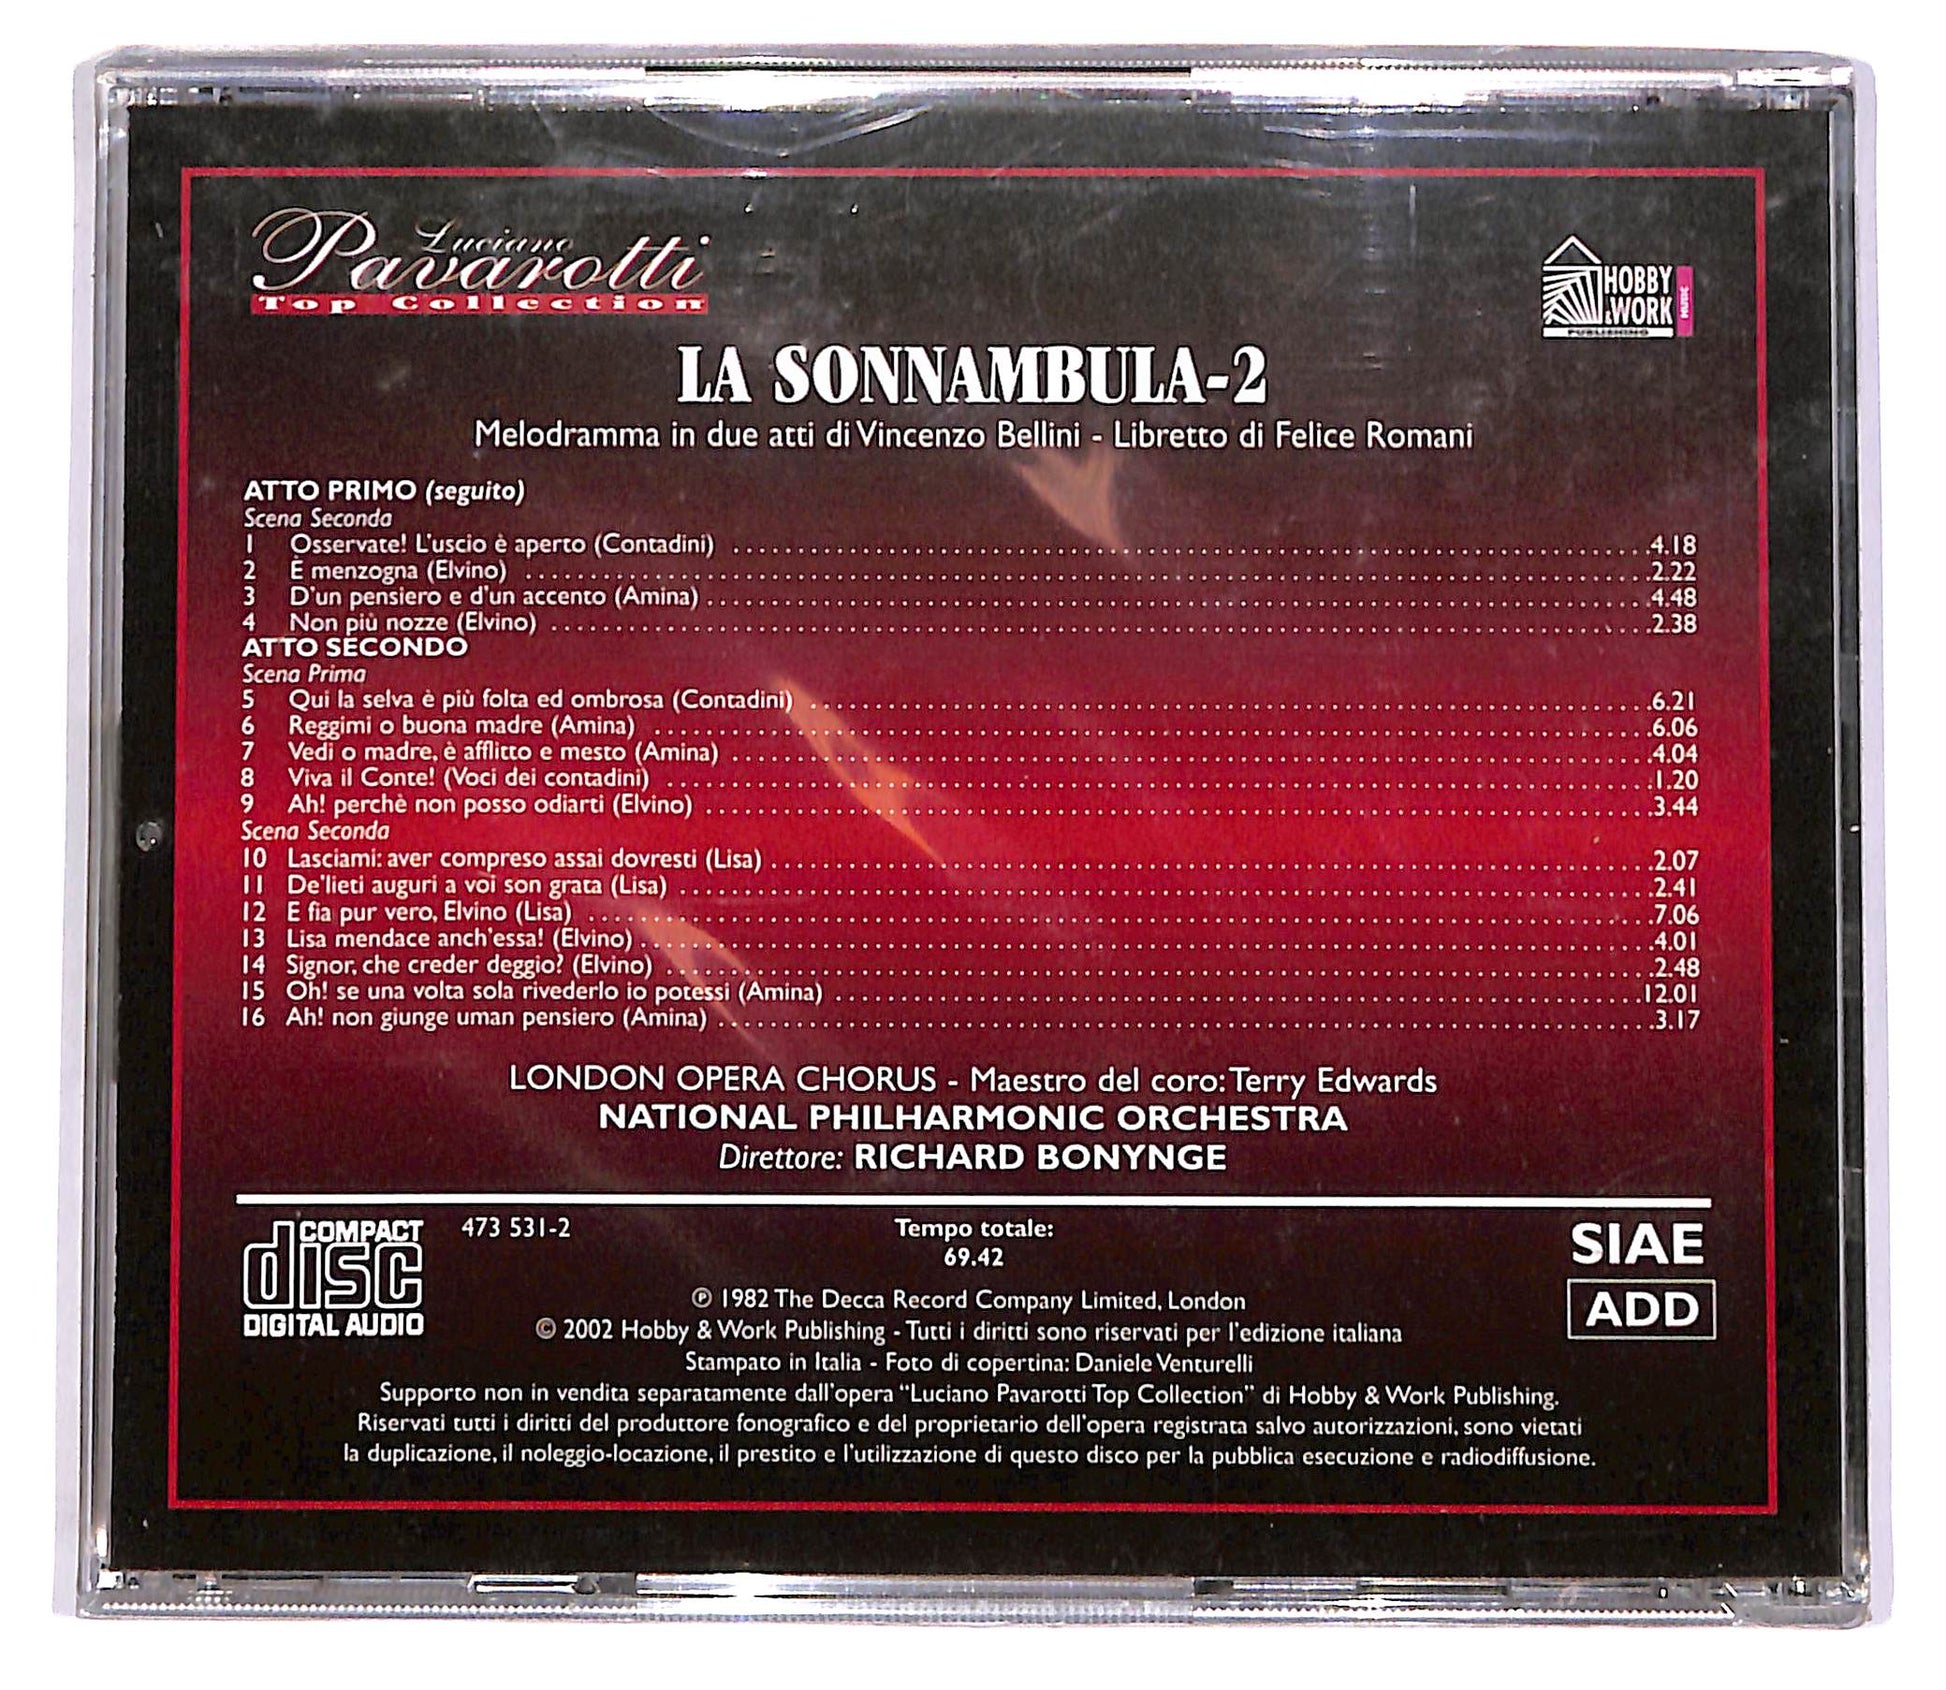 Luciano
Pavarotti
Top Collection
HOBBY
& WORK
PUBLISHING
MUSIC
LA SONNAMBULA-2
Melodramma in due atti di Vincenzo Bellini - Libretto di Felice Romani
ATTO PRIMO (seguito)
Scena Seconda
1 Osservate! L'uscio è aperto (Contadini) 4.18
2 È menzogna (Elvino) 2.22
3 D'un pensiero e d'un accento (Amina) 4.48
4 Non più nozze (Elvino) 2.38
ATTO SECONDO
Scena Prima
5 Qui la selva è più folta ed ombrosa (Contadini) 6.21
6 Reggimi o buona madre (Amina) 6.06
7 Vedi o madre, è afflitto e mesto (Amina) 4.04
8 Viva il Conte! (Voci dei contadini) 1.20
9 Ah! perchè non posso odiarti (Elvino) 3.44
Scena Seconda
10 Lasciami: aver compreso assai dovresti (Lisa) 2.07
11 De'lieti auguri a voi son grata (Lisa) 2.41
12 E fia pur vero, Elvino (Lisa) 7.06
13 Lisa mendace anch'essa! (Elvino) 4.01
14 Signor, che creder deggio? (Elvino) 2.48
15 Oh! se una volta sola rivederlo io potessi (Amina) 12.01
16 Ah! non giunge uman pensiero (Amina) 3.17
LONDON OPERA CHORUS - Maestro del coro: Terry Edwards
NATIONAL PHILHARMONIC ORCHESTRA
Direttore: RICHARD BONYNGE
COMPACT
disc
DIGITAL AUDIO
473 531-2
Tempo totale:
69.42
SIAE
ADD
℗ 1982 The Decca Record Company Limited, London
© 2002 Hobby & Work Publishing - Tutti i diritti sono riservati per l'edizione italiana
Stampato in Italia - Foto di copertina: Daniele Venturelli
Supporto non in vendita separatamente dall'opera "Luciano Pavarotti Top Collection" di Hobby & Work Publishing.
Riservati tutti i diritti del produttore fonografico e del proprietario dell'opera registrata salvo autorizzazioni, sono vietati
la duplicazione, il noleggio-locazione, il prestito e l'utilizzazione di questo disco per la pubblica esecuzione e radiodiffusione.